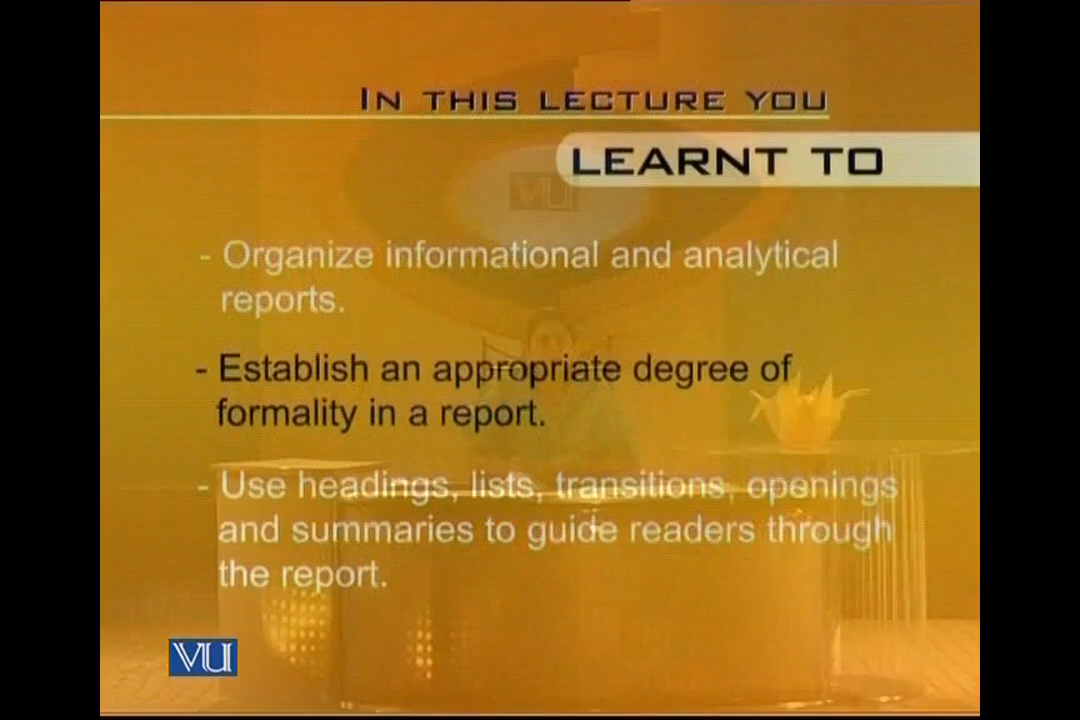 IN THIS LECTURE YOU
LEARNT TO
VU
- Organize informational and analytical
reports.
- Establish an appropriate degree of
formality in a report.
- Use headings, lists, transitions, openings
and summaries to guide readers through
the report.
VU